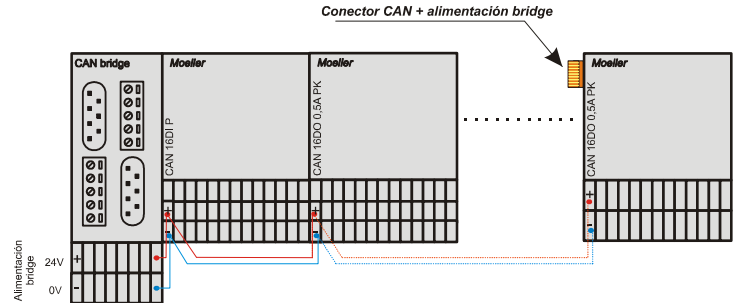 Conector CAN + alimentación bridge
CAN bridge
Moeller
Moeller
Moeller
CAN 16DI P
CAN 16DO 0,5A PK
CAN 16DO 0,5A PK
+
+
+
-
-
-
Alimentación
bridge
24V
+
0V
-